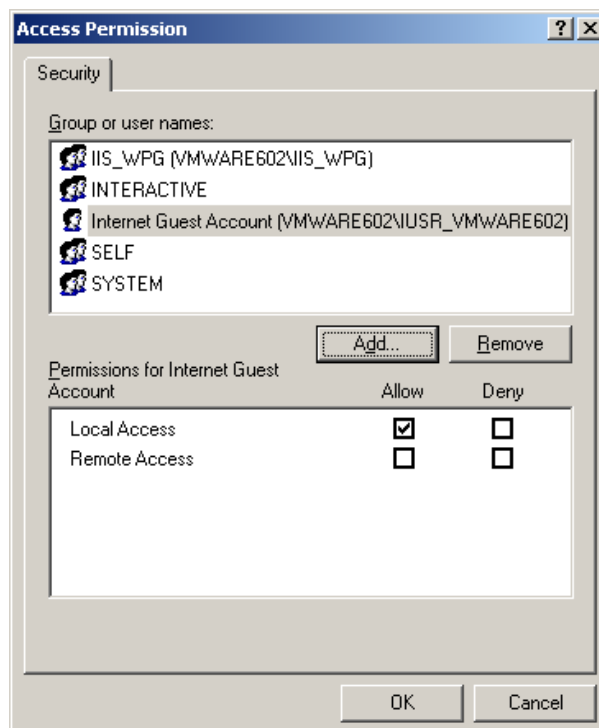 Access Permission
Security
Group or user names:
IIS_WPG (VMWARE602\IIS_WPG)
INTERACTIVE
Internet Guest Account (VMWARE602\IUSR_VMWARE602)
SELF
SYSTEM
Add...
Remove
Permissions for Internet Guest
Account
Allow
Deny
Local Access
Remote Access
OK
Cancel